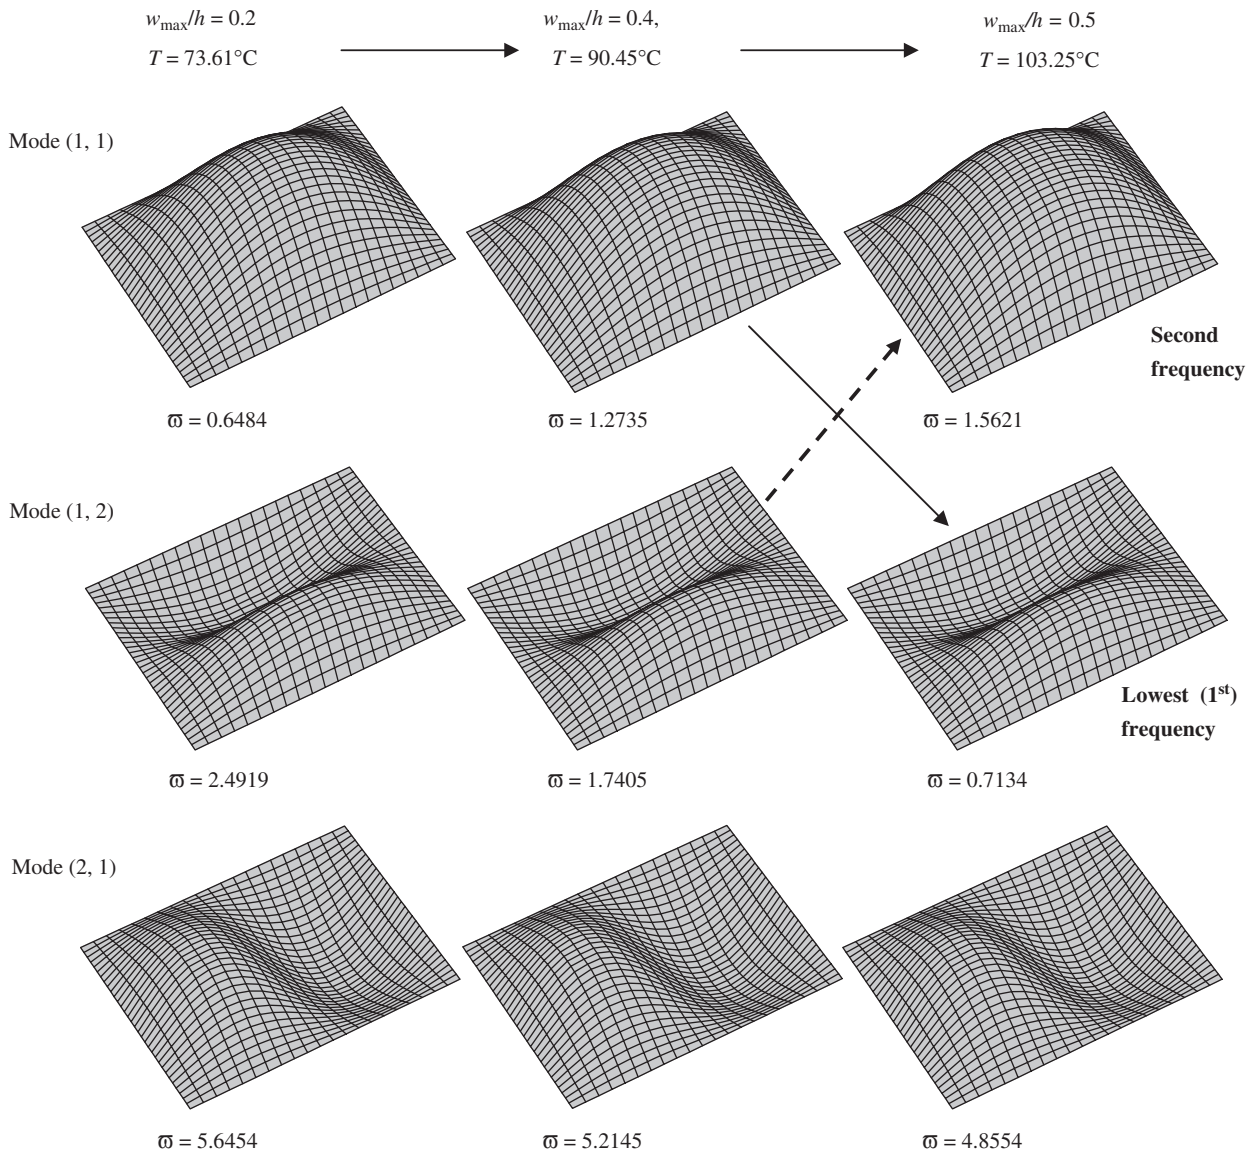 w_max/h = 0.2
T = 73.61°C
w_max/h = 0.4,
T = 90.45°C
w_max/h = 0.5
T = 103.25°C
Mode (1, 1)
Second
frequency
ϖ = 0.6484
ϖ = 1.2735
ϖ = 1.5621
Mode (1, 2)
Lowest (1st)
frequency
ϖ = 2.4919
ϖ = 1.7405
ϖ = 0.7134
Mode (2, 1)
ϖ = 5.6454
ϖ = 5.2145
ϖ = 4.8554